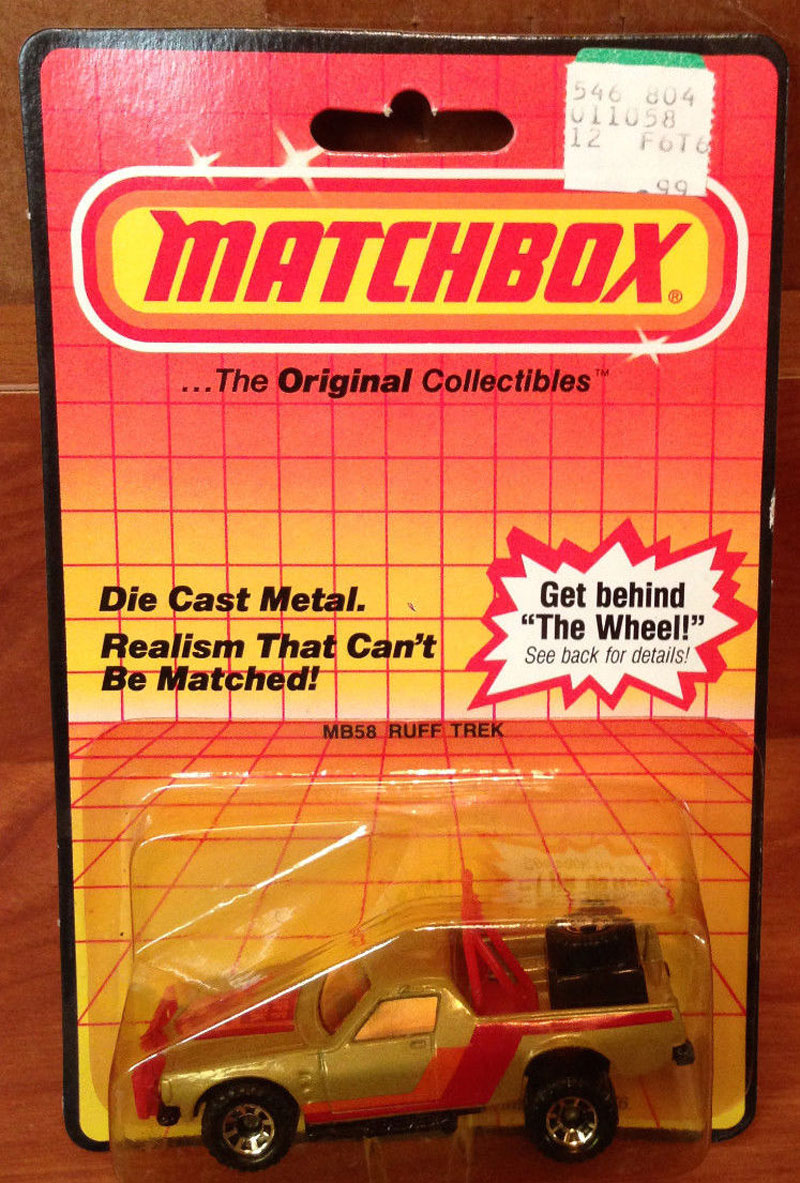 546 804
011058
12 F6T6
.99
MATCHBOX®
...The Original Collectibles™
Die Cast Metal.
Realism That Can't
Be Matched!
Get behind
"The Wheel!"
See back for details!
MB58 RUFF TREK